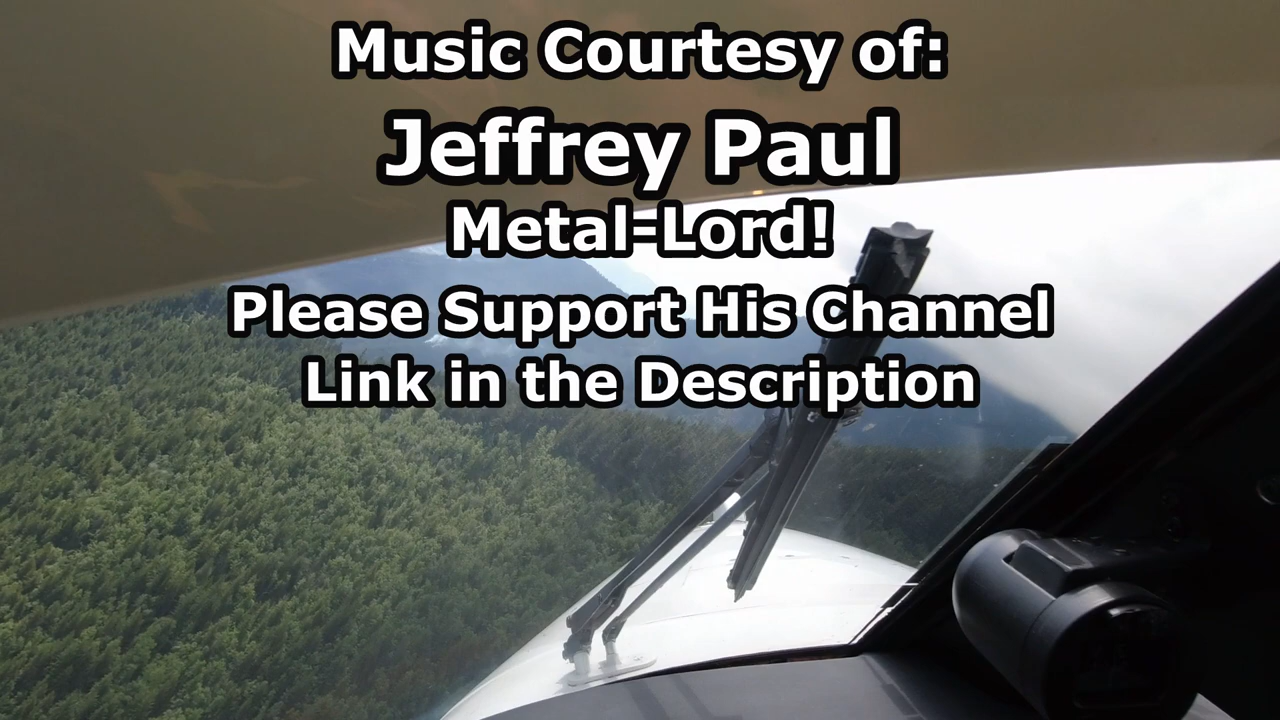 Music Courtesy of:
Jeffrey Paul
Metal-Lord!
Please Support His Channel
Link in the Description